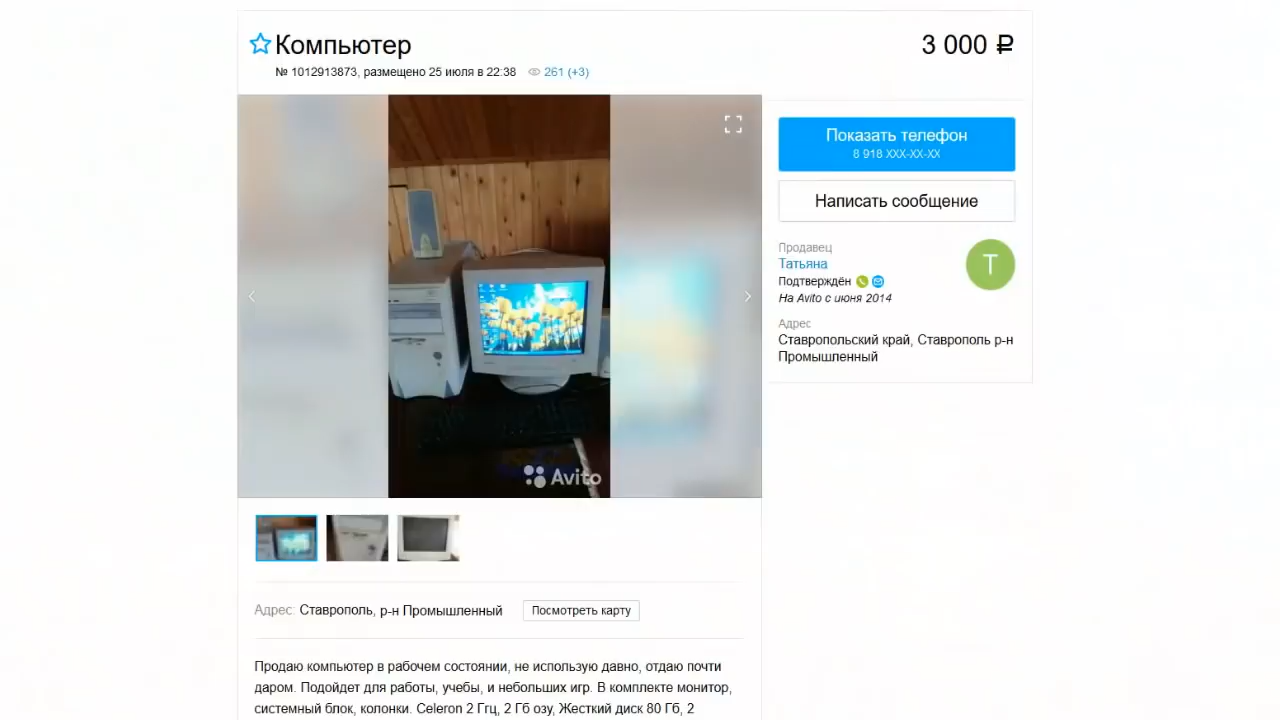 Компьютер
3 000 ₽
№ 1012913873, размещено 25 июля в 22:38 261 (+3)
Показать телефон
8 918 XXX-XX-XX
Написать сообщение
Продавец
Татьяна
Подтверждён
На Avito с июня 2014
T
Адрес
Ставропольский край, Ставрополь р-н
Промышленный
Avito
Адрес: Ставрополь, р-н Промышленный Посмотреть карту
Продаю компьютер в рабочем состоянии, не использую давно, отдаю почти
даром. Подойдет для работы, учебы, и небольших игр. В комплекте монитор,
системный блок, колонки. Celeron 2 Ггц, 2 Гб озу, Жесткий диск 80 Гб, 2